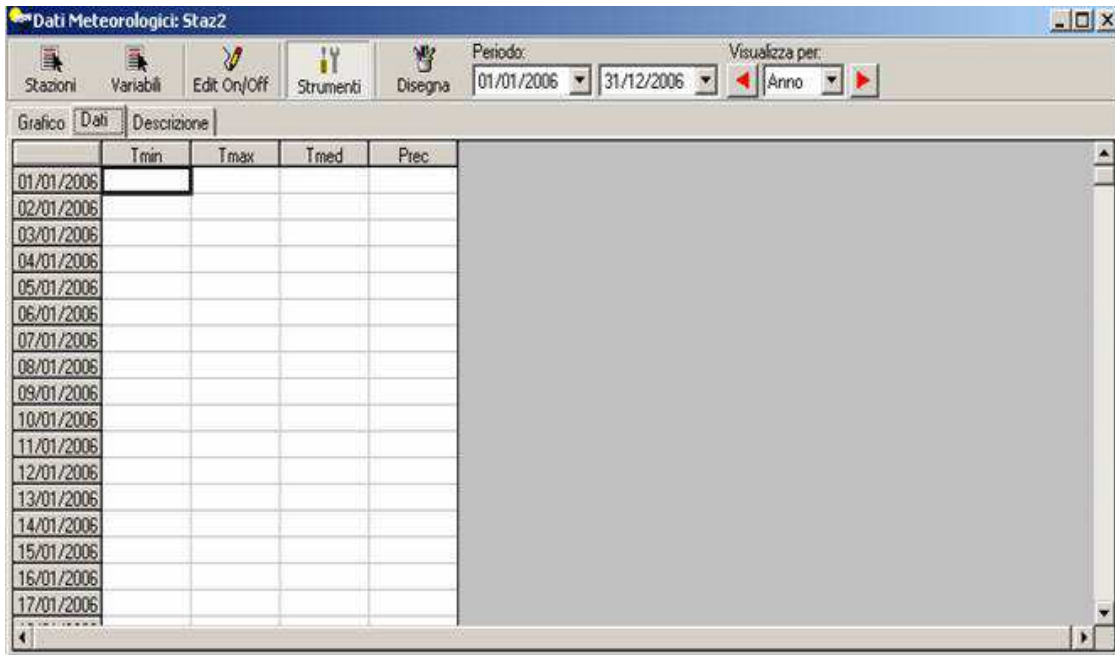 Dati Meteorologici: Staz2
Stazioni Variabili Edit On/Off Strumenti Disegna
Periodo: Visualizza per:
01/01/2006 31/12/2006 Anno
Grafico Dati Descrizione
Tmin Tmax Tmed Prec
01/01/2006
02/01/2006
03/01/2006
04/01/2006
05/01/2006
06/01/2006
07/01/2006
08/01/2006
09/01/2006
10/01/2006
11/01/2006
12/01/2006
13/01/2006
14/01/2006
15/01/2006
16/01/2006
17/01/2006